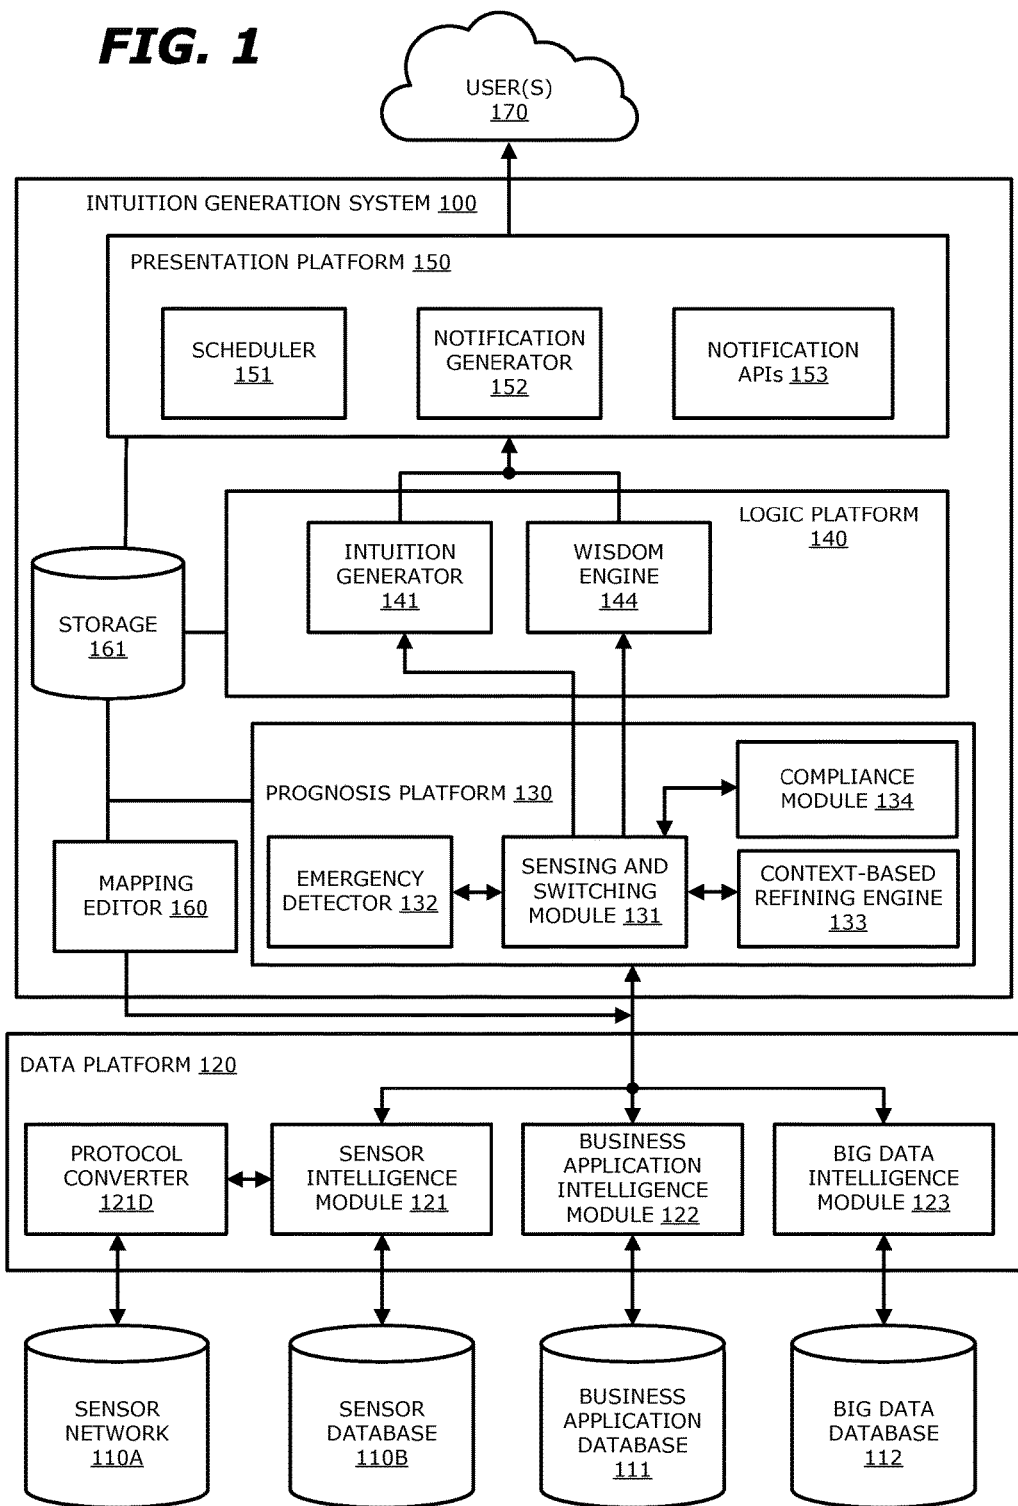 FIG. 1
USER(S)
170
INTUITION GENERATION SYSTEM 100
PRESENTATION PLATFORM 150
SCHEDULER
151
NOTIFICATION
GENERATOR
152
NOTIFICATION
APIs 153
LOGIC PLATFORM
140
INTUITION
GENERATOR
141
WISDOM
ENGINE
144
STORAGE
161
PROGNOSIS PLATFORM 130
COMPLIANCE
MODULE 134
EMERGENCY
DETECTOR 132
SENSING AND
SWITCHING
MODULE 131
CONTEXT-BASED
REFINING ENGINE
133
MAPPING
EDITOR 160
DATA PLATFORM 120
PROTOCOL
CONVERTER
121D
SENSOR
INTELLIGENCE
MODULE 121
BUSINESS
APPLICATION
INTELLIGENCE
MODULE 122
BIG DATA
INTELLIGENCE
MODULE 123
SENSOR
NETWORK
110A
SENSOR
DATABASE
110B
BUSINESS
APPLICATION
DATABASE
111
BIG DATA
DATABASE
112